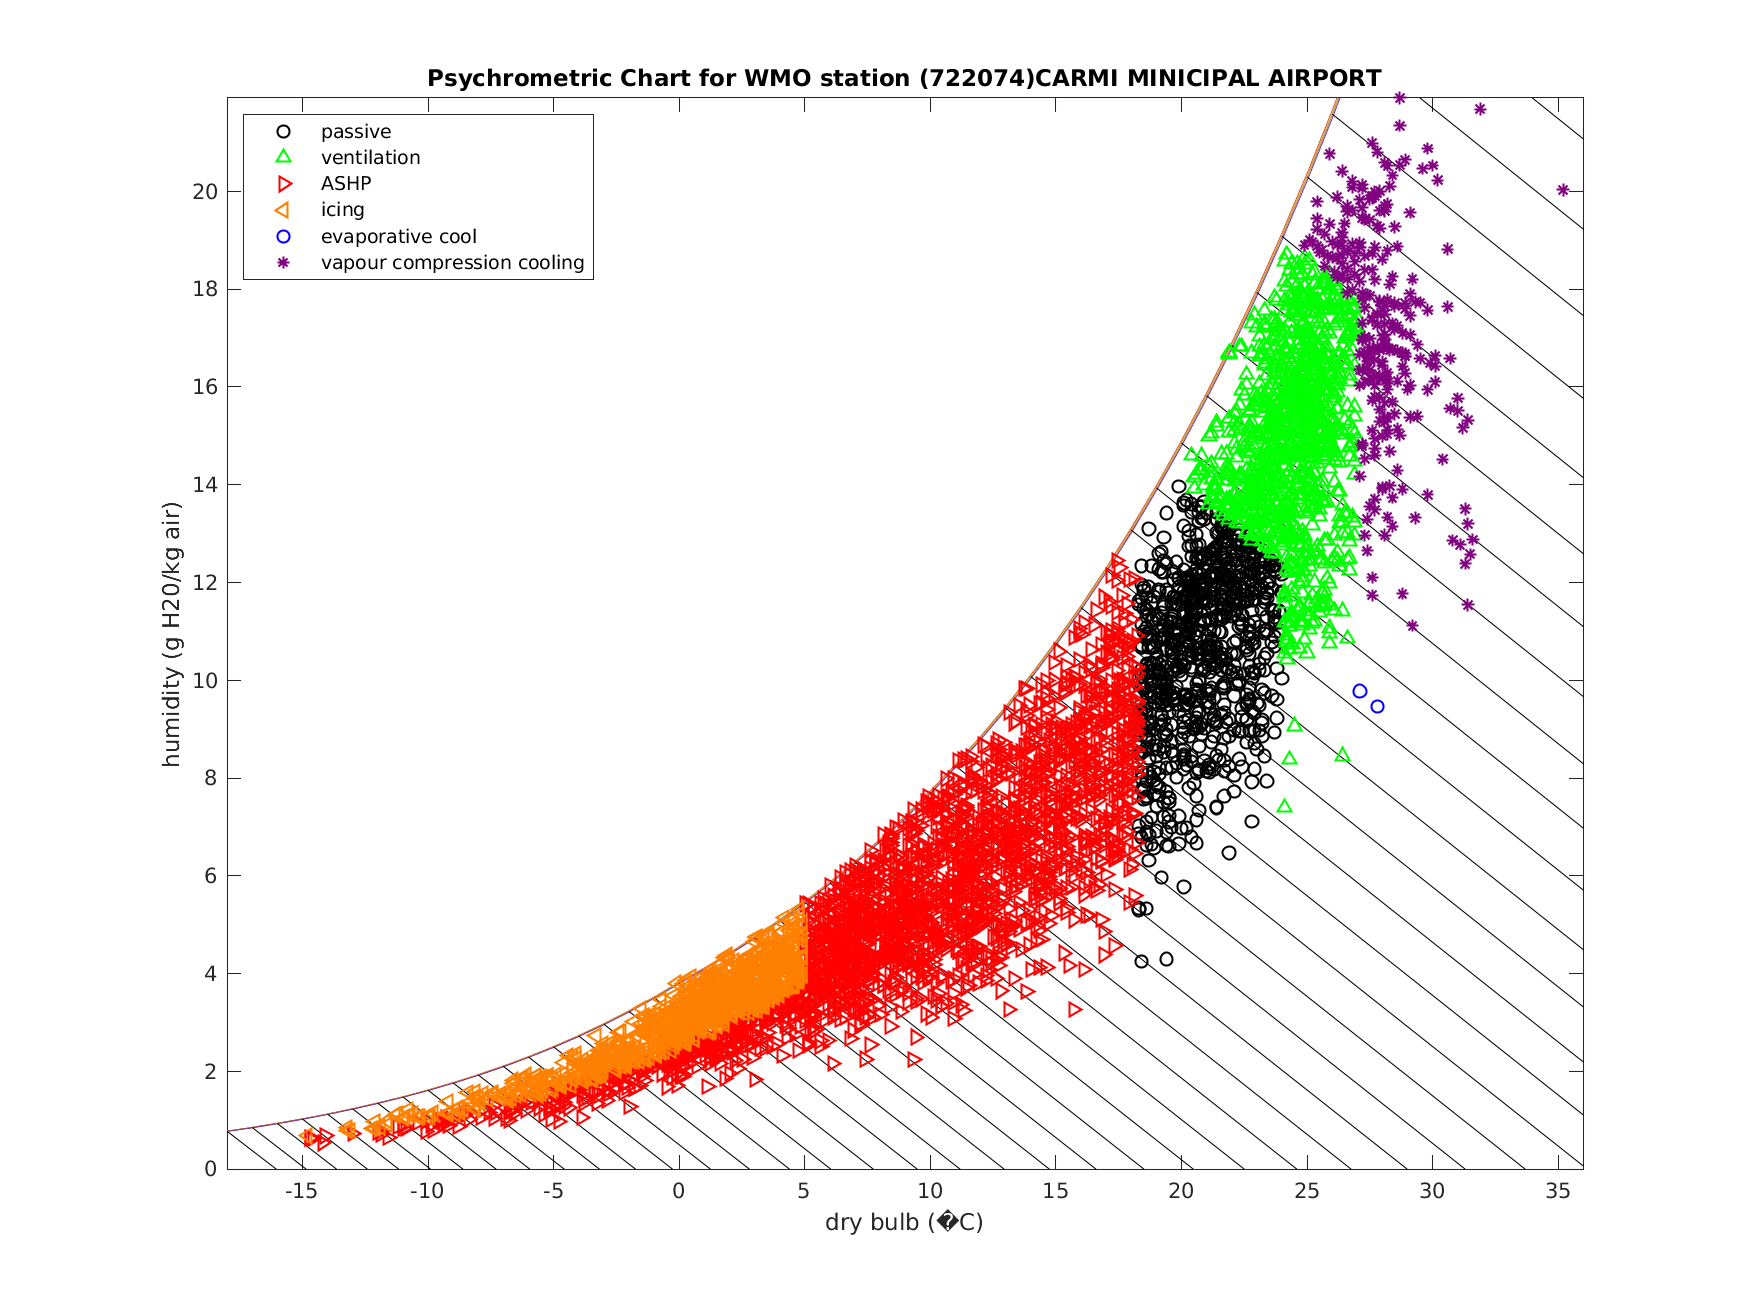 Psychrometric Chart for WMO station (722074)CARMI MINICIPAL AIRPORT
passive
ventilation
ASHP
icing
evaporative cool
vapour compression cooling
humidity (g H20/kg air)
20
18
16
14
12
10
8
6
4
2
0
-15 -10 -5 0 5 10 15 20 25 30 35
dry bulb (�C)